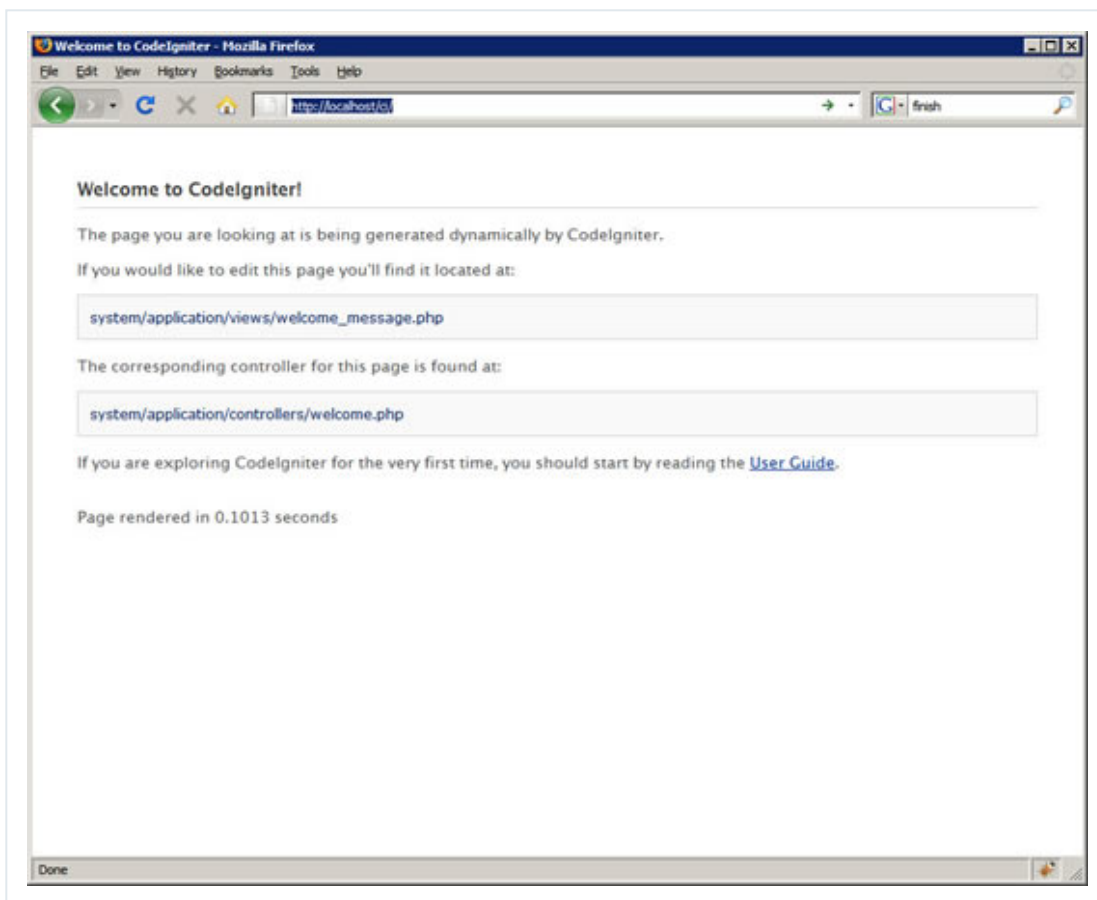 Welcome to CodeIgniter - Mozilla Firefox
File Edit View History Bookmarks Tools Help
http://localhost/ci/ finish
Welcome to CodeIgniter!
The page you are looking at is being generated dynamically by CodeIgniter.
If you would like to edit this page you'll find it located at:
system/application/views/welcome_message.php
The corresponding controller for this page is found at:
system/application/controllers/welcome.php
If you are exploring CodeIgniter for the very first time, you should start by reading the User Guide.
Page rendered in 0.1013 seconds
Done